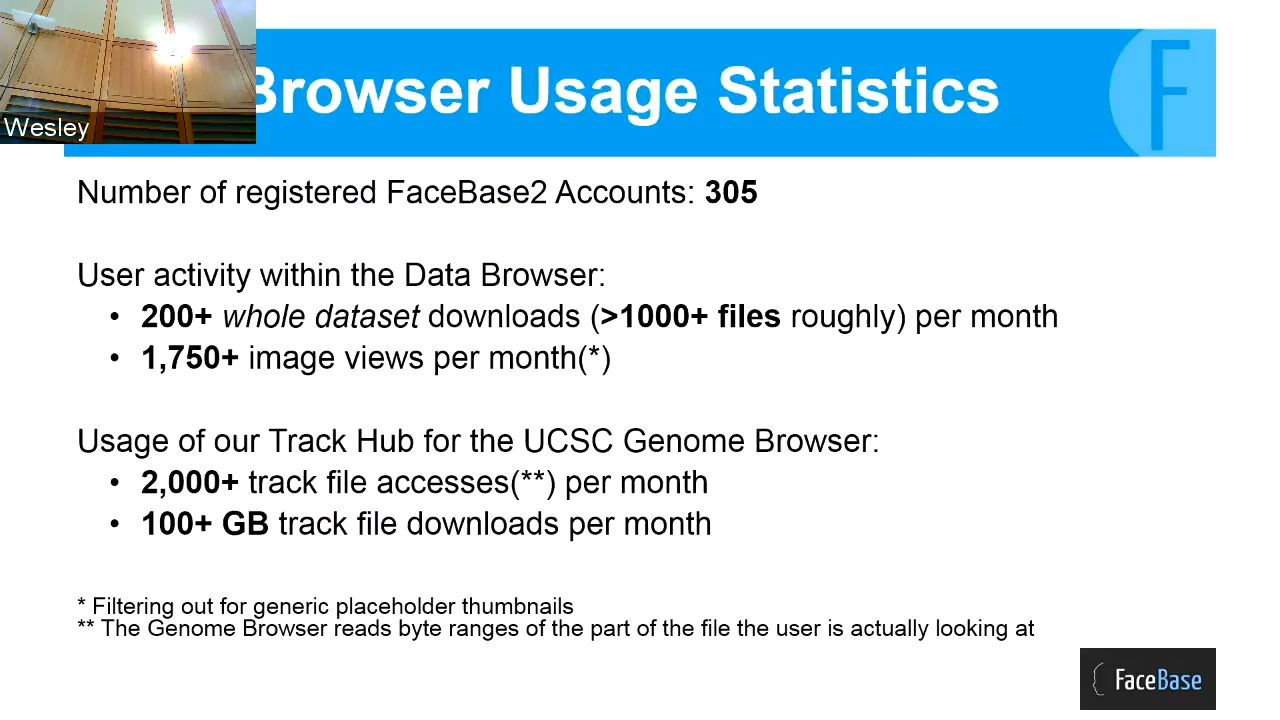 Wesley
Browser Usage Statistics
F
Number of registered FaceBase2 Accounts: 305
User activity within the Data Browser:
• 200+ whole dataset downloads (>1000+ files roughly) per month
• 1,750+ image views per month(*)
Usage of our Track Hub for the UCSC Genome Browser:
• 2,000+ track file accesses(**) per month
• 100+ GB track file downloads per month
* Filtering out for generic placeholder thumbnails
** The Genome Browser reads byte ranges of the part of the file the user is actually looking at
FaceBase